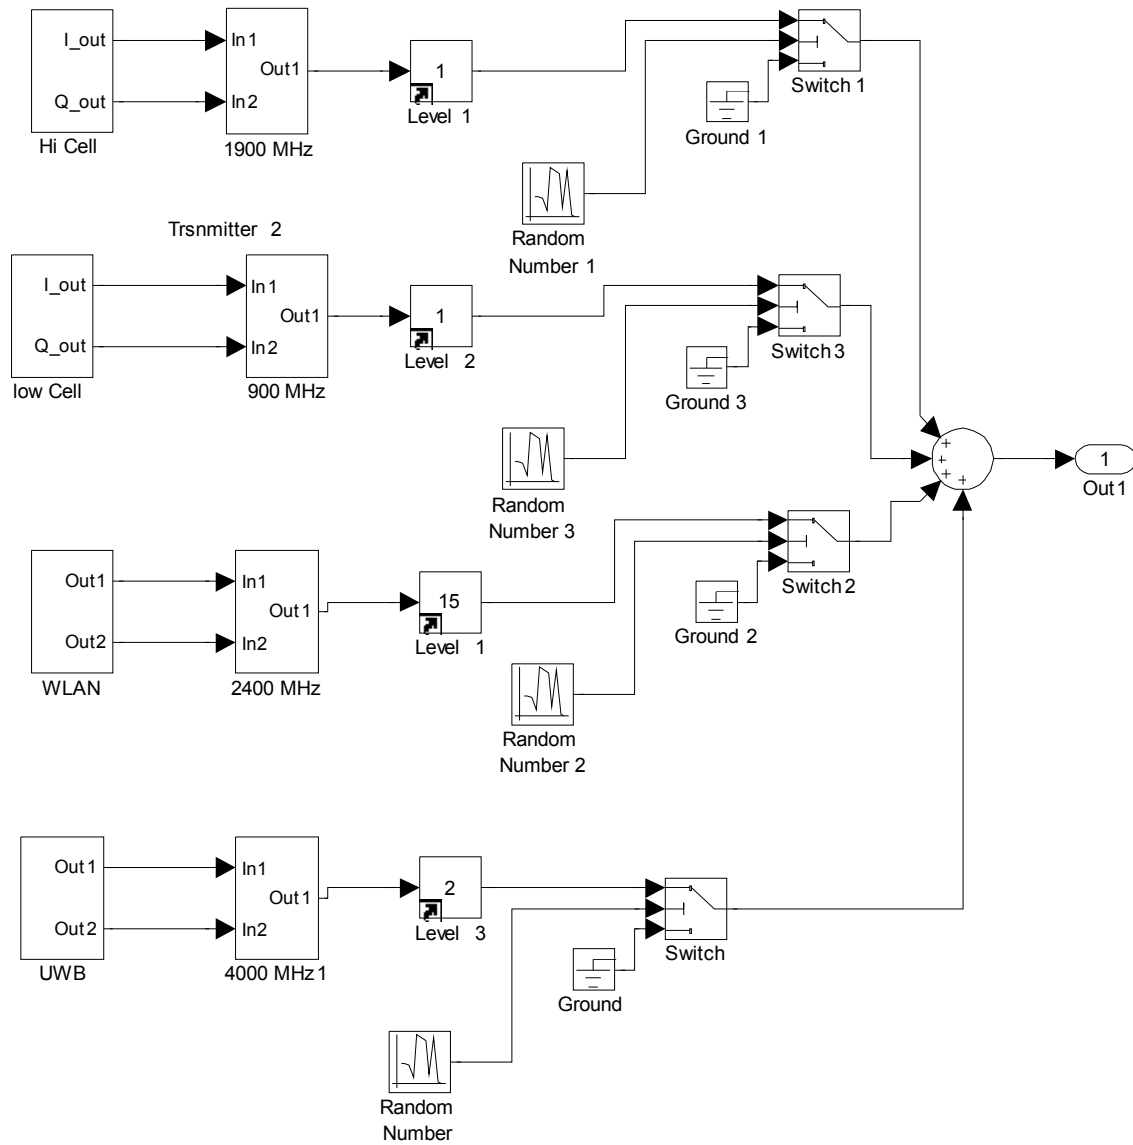 I_out
Q_out
Hi Cell
In1
In2
Out1
1900 MHz
1
Level 1
Switch 1
Ground 1
Random
Number 1
Trsnmitter 2
I_out
Q_out
low Cell
In1
In2
Out1
900 MHz
1
Level 2
Switch 3
Ground 3
Random
Number 3
+
+
+
+
1
Out1
Out1
Out2
WLAN
In1
In2
Out1
2400 MHz
15
Level 1
Switch 2
Ground 2
Random
Number 2
Out1
Out2
UWB
In1
In2
Out1
4000 MHz 1
2
Level 3
Switch
Ground
Random
Number